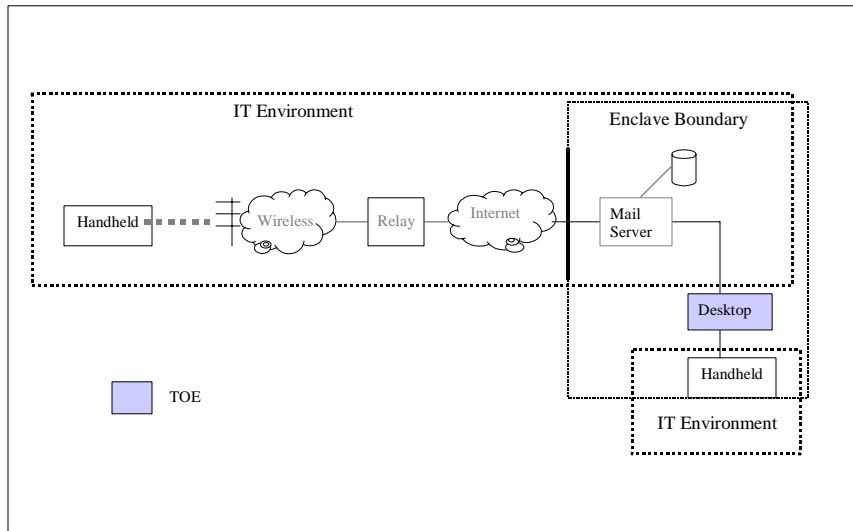 IT Environment
Enclave Boundary
Handheld
Wireless
Relay
Internet
Mail
Server
Desktop
Handheld
IT Environment
TOE